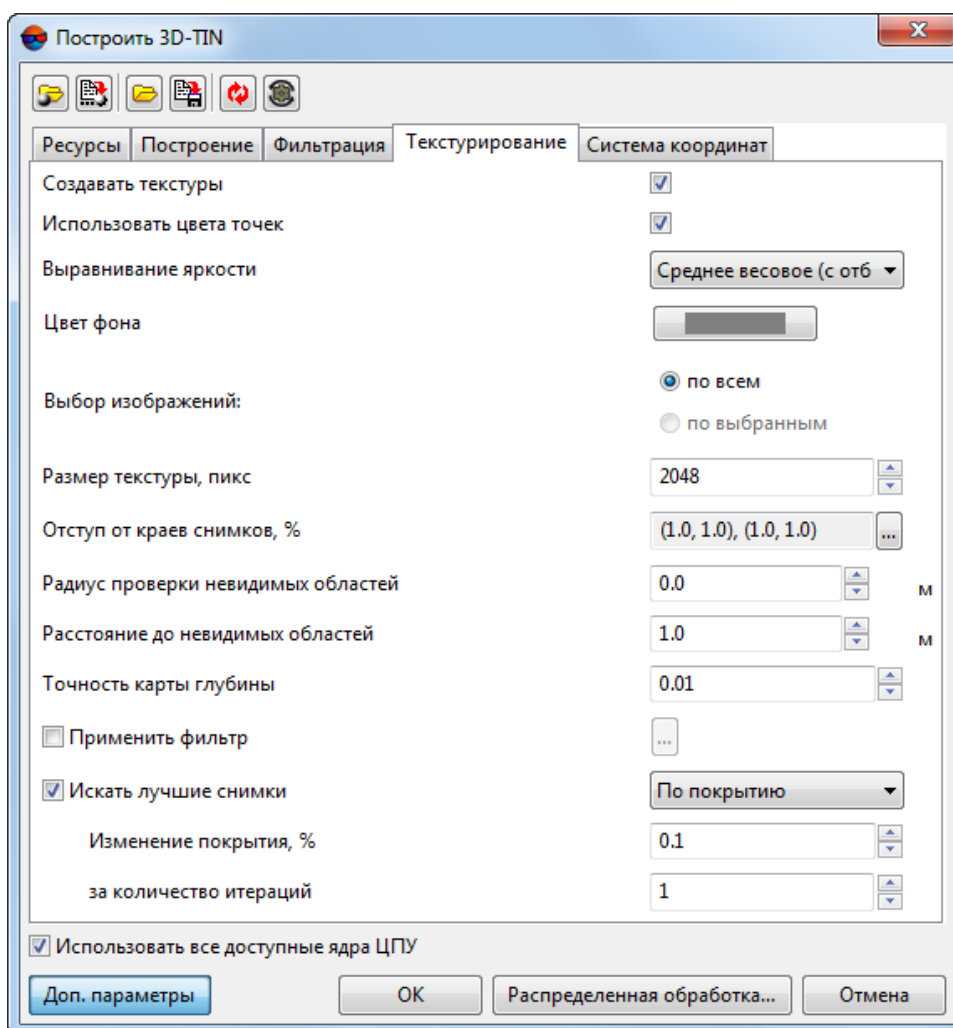 Построить 3D-TIN
Ресурсы Построение Фильтрация Текстурирование Система координат
Создавать текстуры
Использовать цвета точек
Выравнивание яркости Среднее весовое (с отб
Цвет фона
по всем
Выбор изображений:
по выбранным
Размер текстуры, пикс 2048
Отступ от краев снимков, % (1.0, 1.0), (1.0, 1.0) ...
Радиус проверки невидимых областей 0.0 м
Расстояние до невидимых областей 1.0 м
Точность карты глубины 0.01
Применить фильтр ...
Искать лучшие снимки По покрытию
Изменение покрытия, % 0.1
за количество итераций 1
Использовать все доступные ядра ЦПУ
Доп. параметры OK Распределенная обработка... Отмена